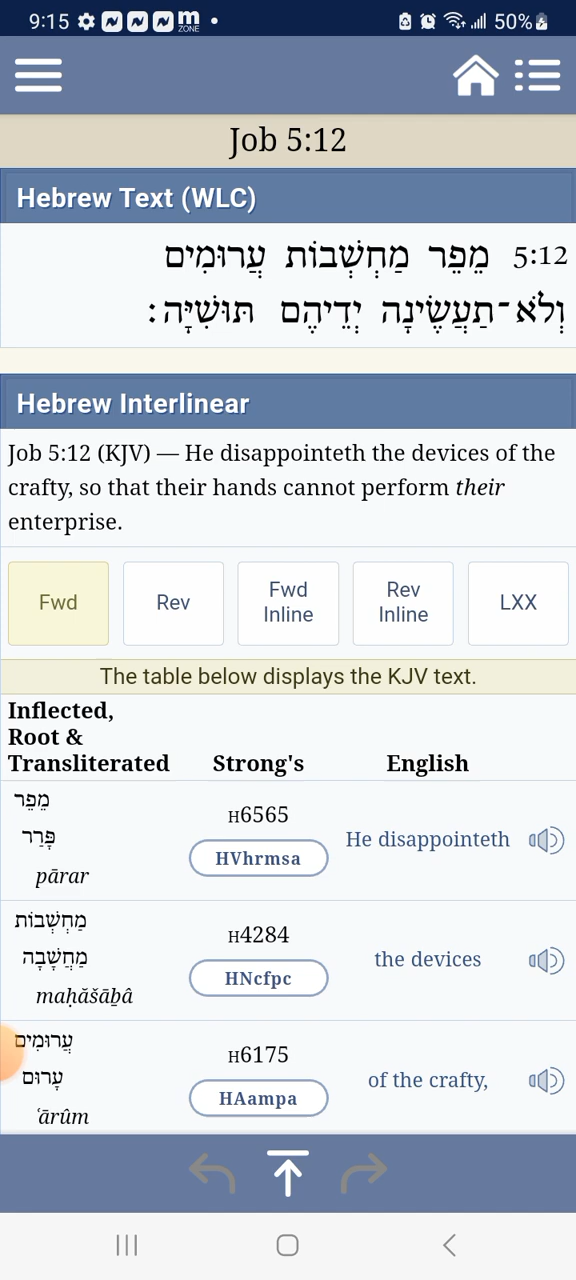 9:15
m
ZONE
50%
Job 5:12
Hebrew Text (WLC)
5:12 מֵפֵר מַחְשְׁבוֹת עֲרוּמִים
וְלֹא־תַעֲשֶׂינָה יְדֵיהֶם תּוּשִׁיָּה׃
Hebrew Interlinear
Job 5:12 (KJV) — He disappointeth the devices of the
crafty, so that their hands cannot perform their
enterprise.
Fwd
Rev
Fwd
Inline
Rev
Inline
LXX
The table below displays the KJV text.
Inflected,
Root &
Transliterated
Strong's
English
מֵפֵר
פָּרַר
pārar
H6565
HVhrmsa
He disappointeth
מַחְשְׁבוֹת
מַחֲשָׁבָה
maḥăšāḇâ
H4284
HNcfpc
the devices
עֲרוּמִים
עָרוּם
ʿārûm
H6175
HAampa
of the crafty,